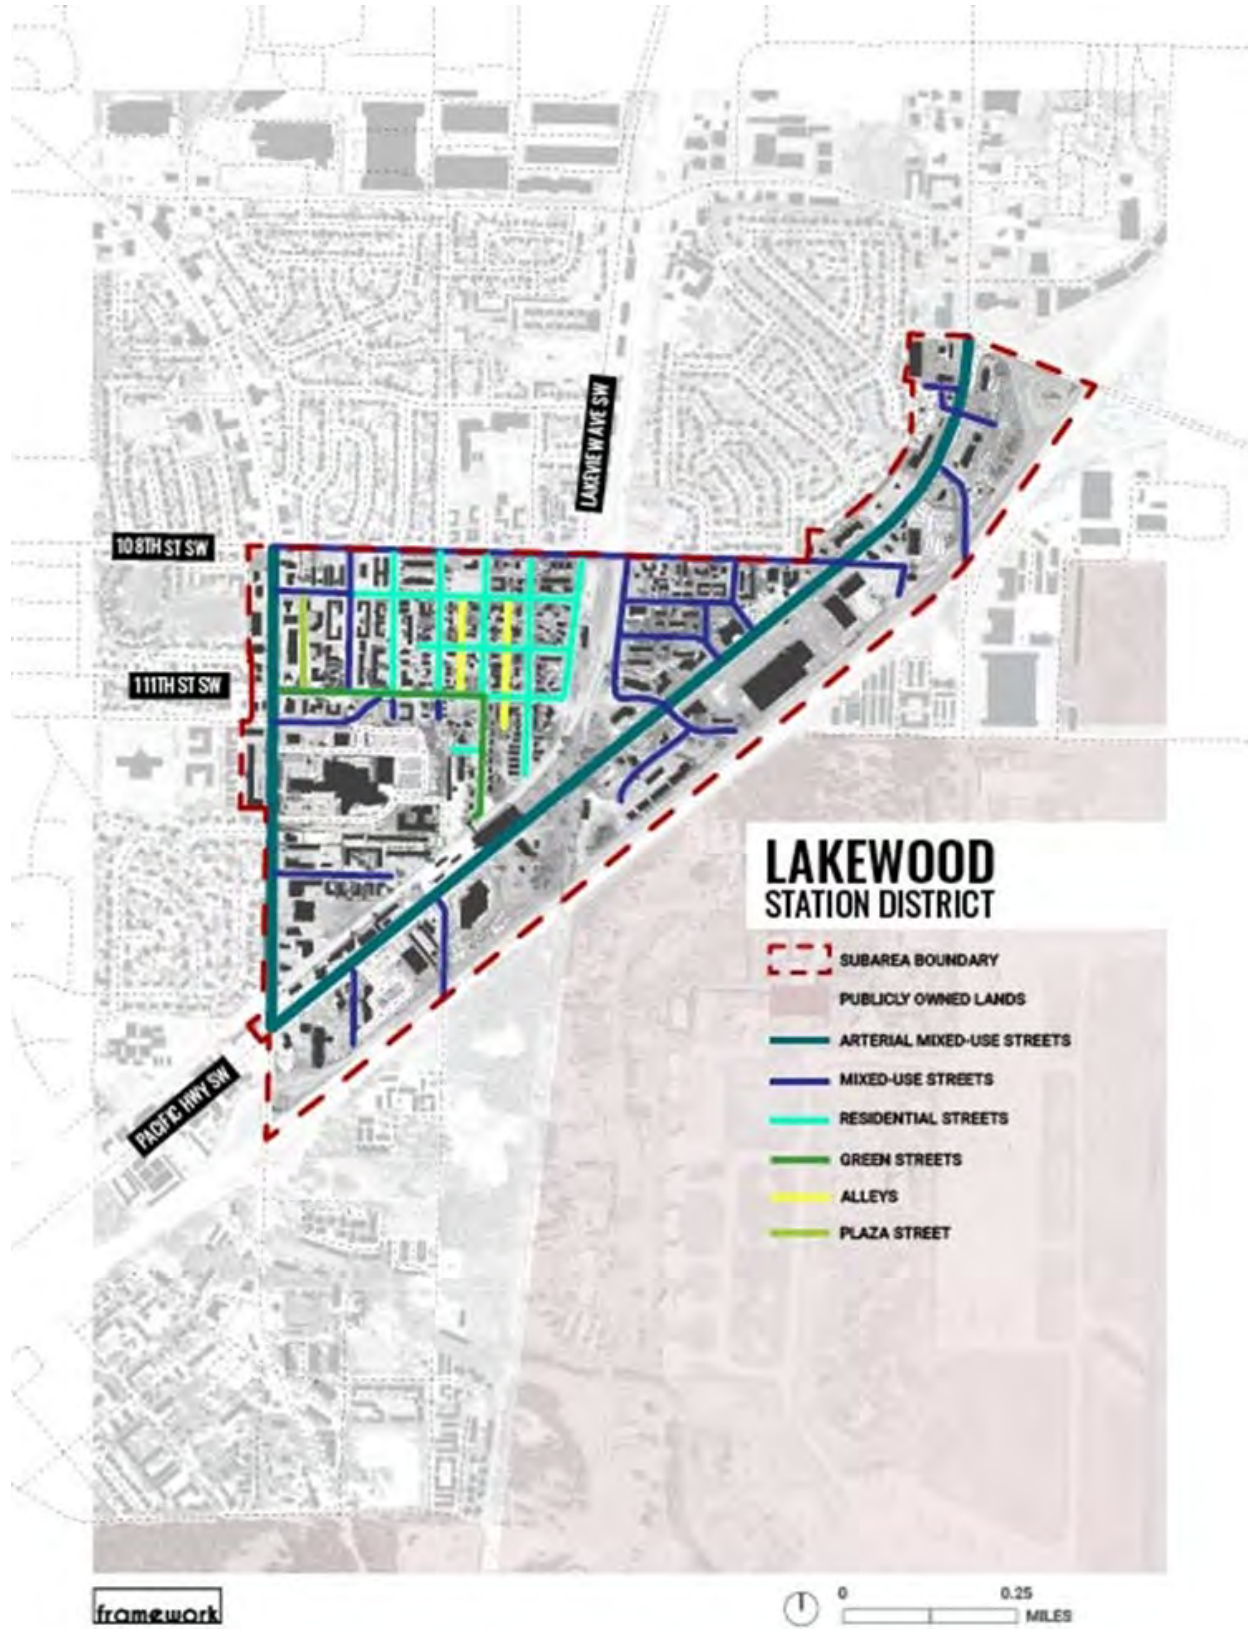 LAKEVIEW AVE SW
108TH ST SW
111TH ST SW
PACIFIC HWY SW
LAKEWOOD
STATION DISTRICT
SUBAREA BOUNDARY
PUBLICLY OWNED LANDS
ARTERIAL MIXED-USE STREETS
MIXED-USE STREETS
RESIDENTIAL STREETS
GREEN STREETS
ALLEYS
PLAZA STREET
framework
0 0.25
MILES